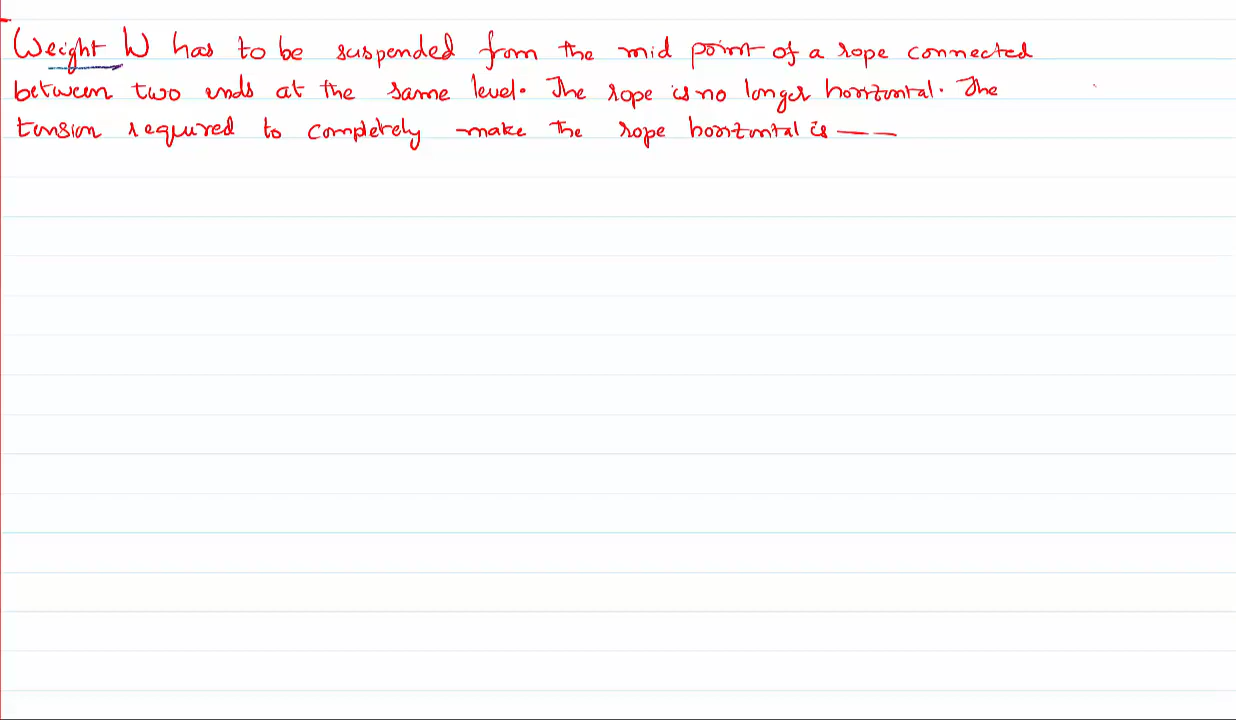 Weight W has to be suspended from the mid point of a rope connected
between two ends at the same level. The rope is no longer horizontal. The
tension required to completely make the rope horizontal is ——